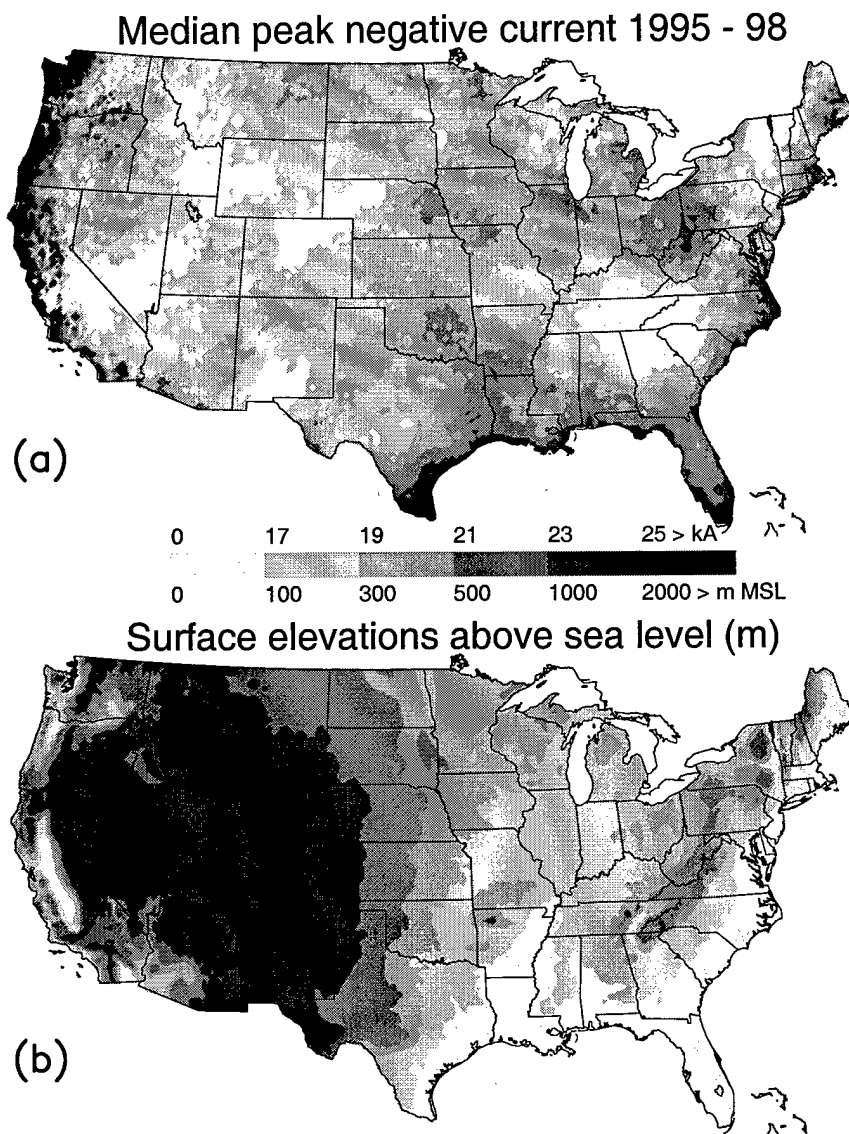 Median peak negative current 1995 - 98
(a)
0 17 19 21 23 25 > kA
0 100 300 500 1000 2000 > m MSL
Surface elevations above sea level (m)
(b)